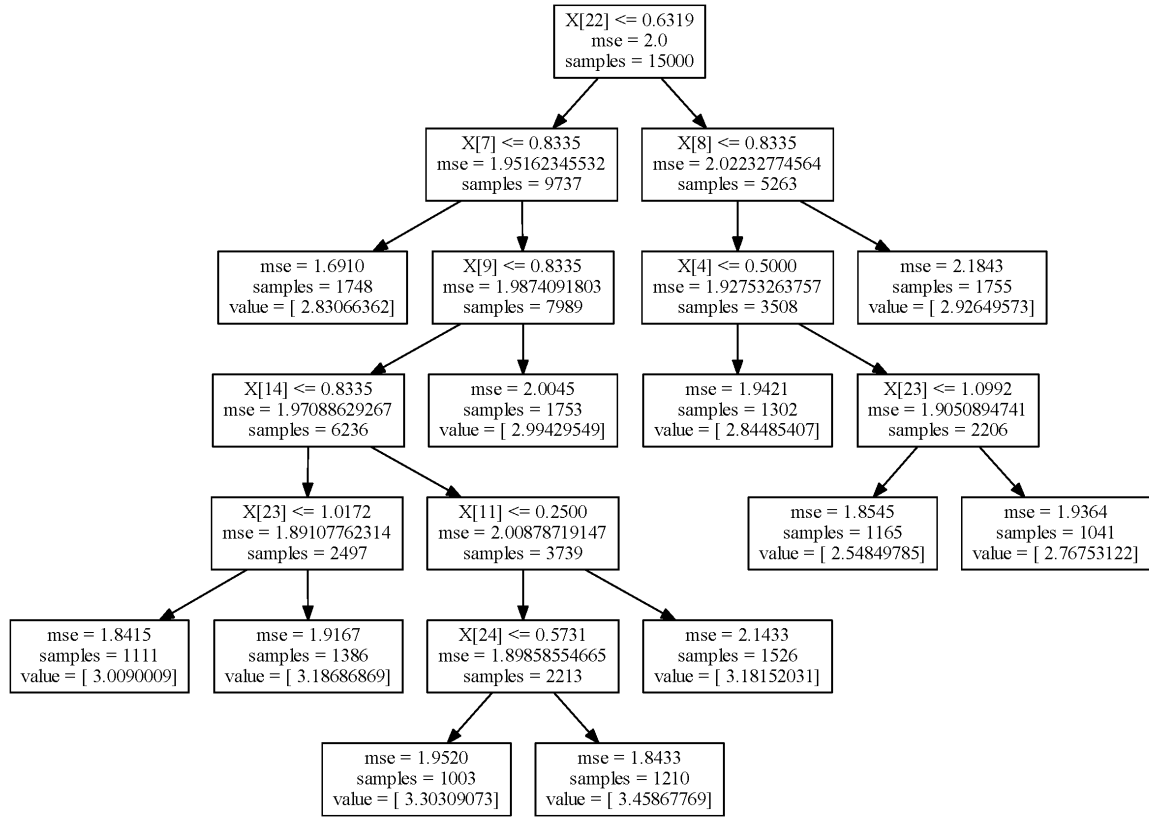 X[22] <= 0.6319
mse = 2.0
samples = 15000
X[7] <= 0.8335
mse = 1.95162345532
samples = 9737
X[8] <= 0.8335
mse = 2.02232774564
samples = 5263
mse = 1.6910
samples = 1748
value = [ 2.83066362]
X[9] <= 0.8335
mse = 1.9874091803
samples = 7989
X[4] <= 0.5000
mse = 1.92753263757
samples = 3508
mse = 2.1843
samples = 1755
value = [ 2.92649573]
X[14] <= 0.8335
mse = 1.97088629267
samples = 6236
mse = 2.0045
samples = 1753
value = [ 2.99429549]
mse = 1.9421
samples = 1302
value = [ 2.84485407]
X[23] <= 1.0992
mse = 1.9050894741
samples = 2206
X[23] <= 1.0172
mse = 1.89107762314
samples = 2497
X[11] <= 0.2500
mse = 2.00878719147
samples = 3739
mse = 1.8545
samples = 1165
value = [ 2.54849785]
mse = 1.9364
samples = 1041
value = [ 2.76753122]
mse = 1.8415
samples = 1111
value = [ 3.0090009]
mse = 1.9167
samples = 1386
value = [ 3.18686869]
X[24] <= 0.5731
mse = 1.89858554665
samples = 2213
mse = 2.1433
samples = 1526
value = [ 3.18152031]
mse = 1.9520
samples = 1003
value = [ 3.30309073]
mse = 1.8433
samples = 1210
value = [ 3.45867769]